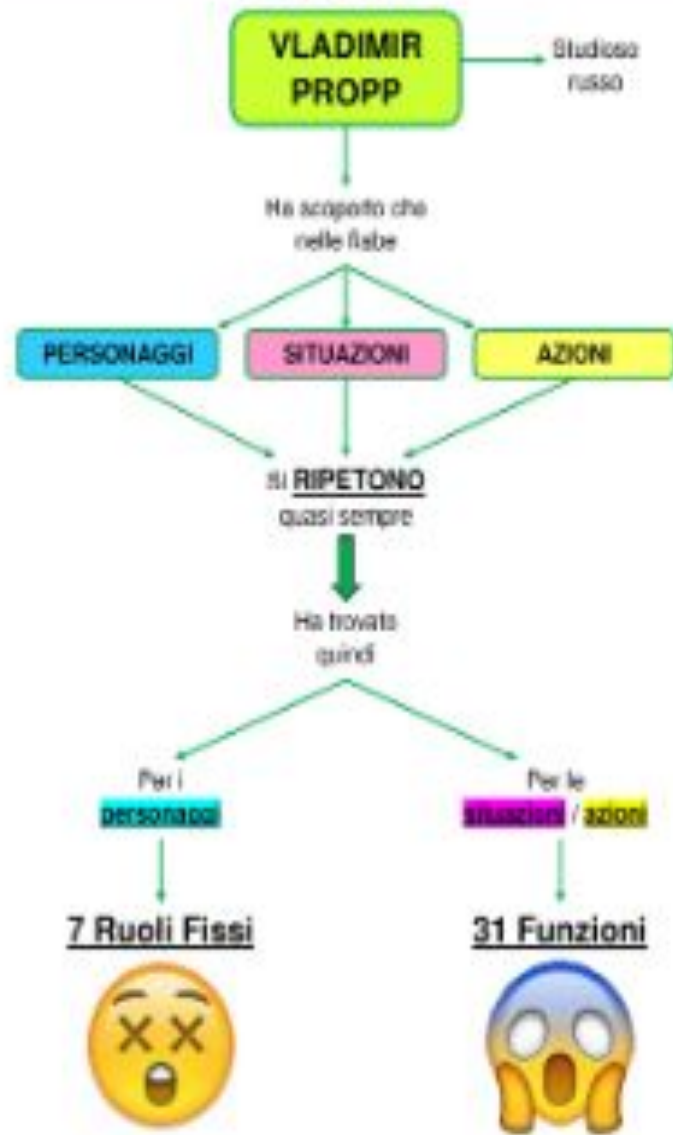 VLADIMIR
PROPP
Studioso
russo
Ha scoperto che
nelle fiabe
PERSONAGGI
SITUAZIONI
AZIONI
si RIPETONO
quasi sempre
Ha trovato
quindi
Per i
personaggi
Per le
situazioni / azioni
7 Ruoli Fissi
31 Funzioni